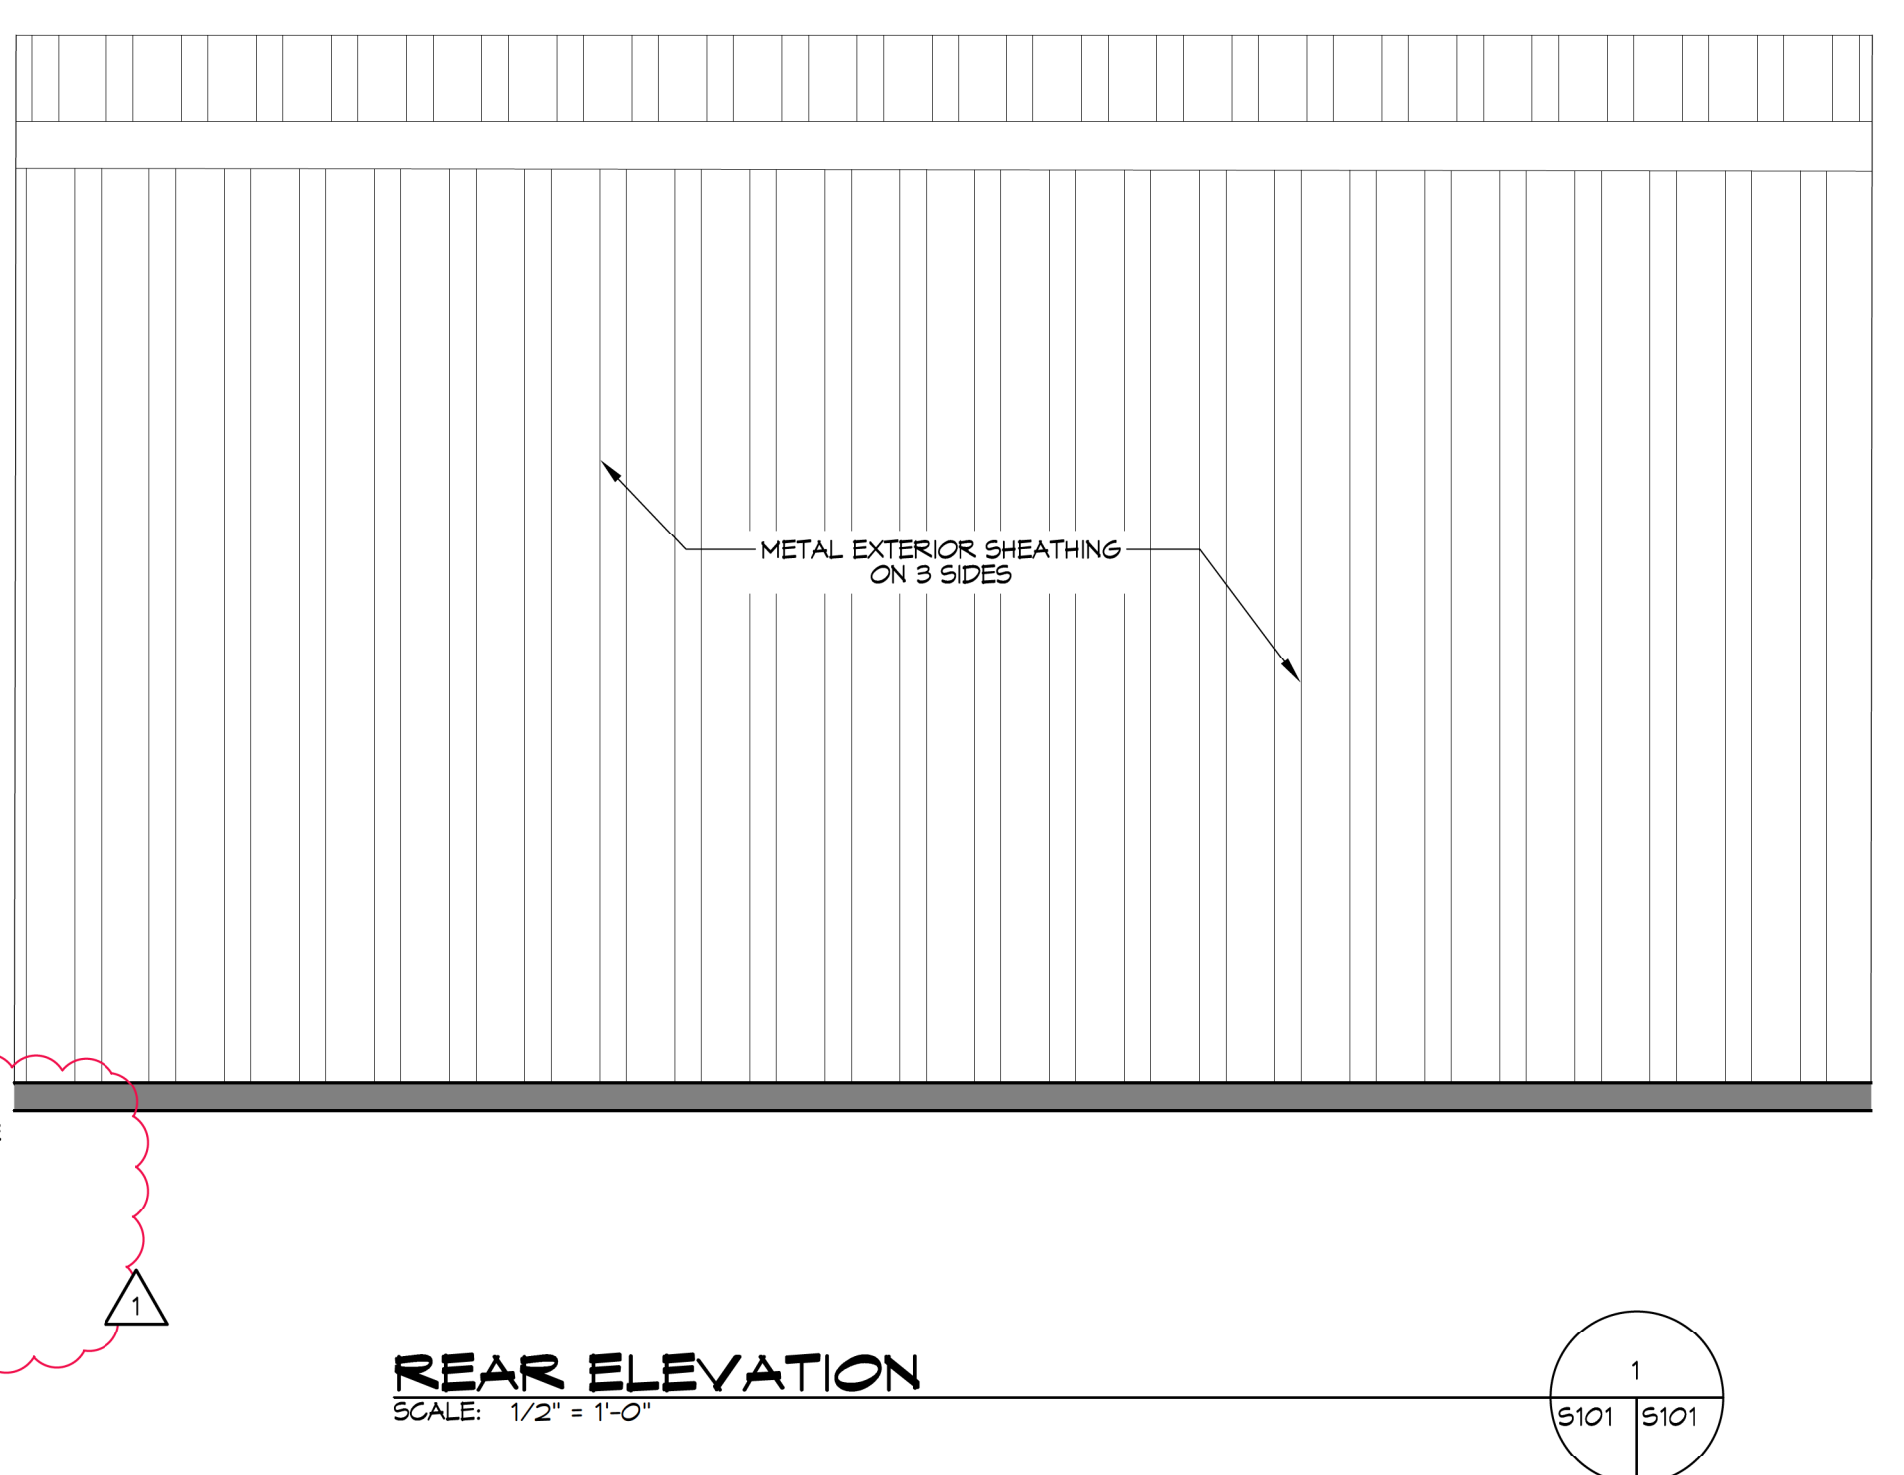 METAL EXTERIOR SHEATHING
ON 3 SIDES
1
REAR ELEVATION
SCALE: 1/2" = 1'-0"
1
S101 S101